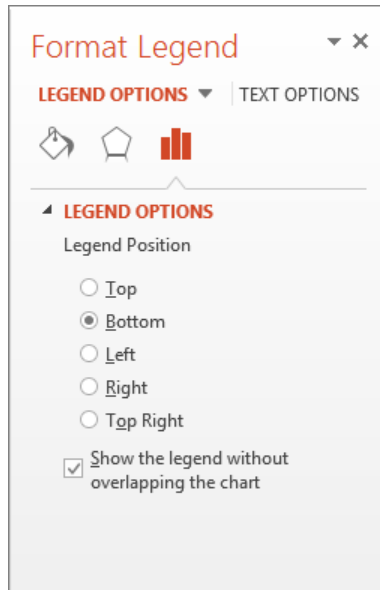 Format Legend
LEGEND OPTIONS TEXT OPTIONS
LEGEND OPTIONS
Legend Position
Top
Bottom
Left
Right
Top Right
Show the legend without
overlapping the chart